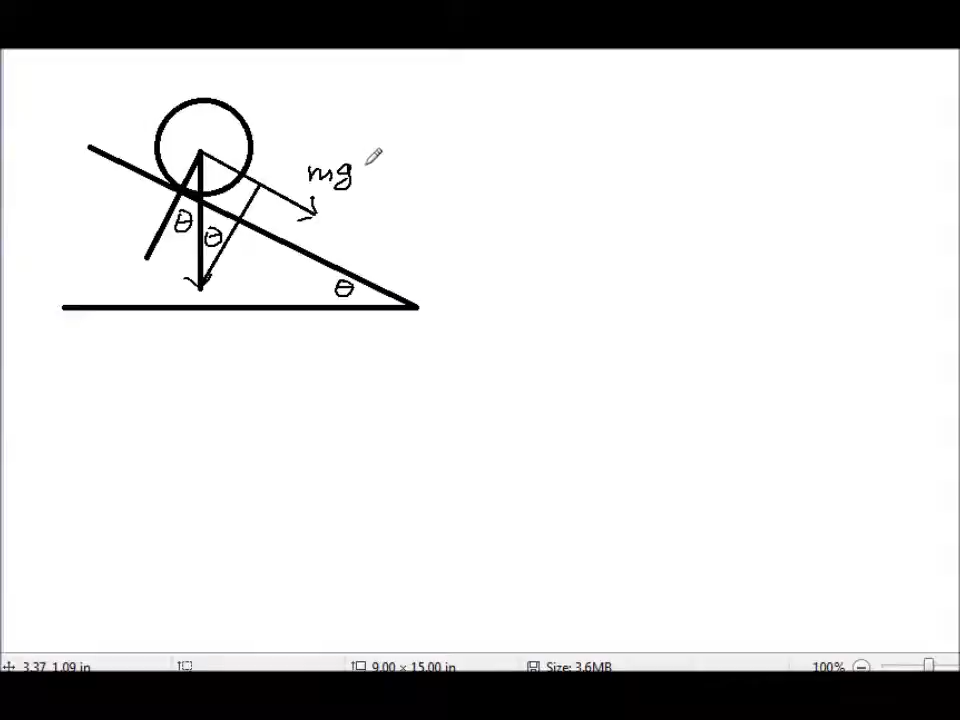 mg
θ
θ
θ
3.37, 1.09 in
9.00 × 15.00 in
Size: 3.6MB
100%